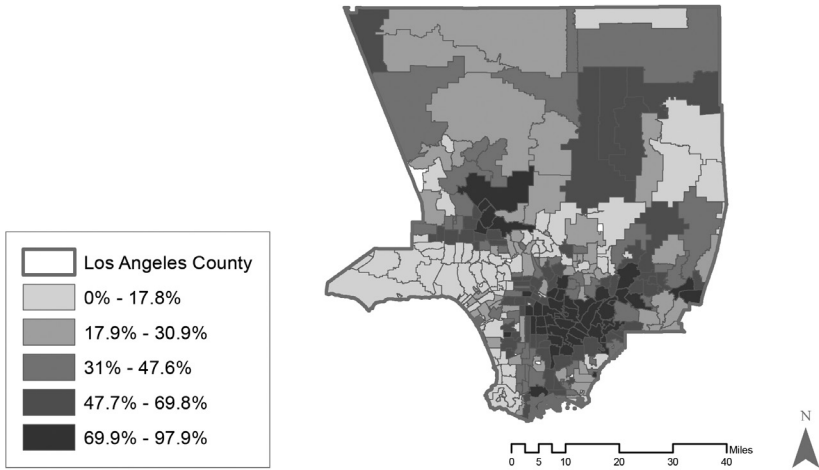 Los Angeles County
0% - 17.8%
17.9% - 30.9%
31% - 47.6%
47.7% - 69.8%
69.9% - 97.9%
N
Miles
0 5 10 20 30 40